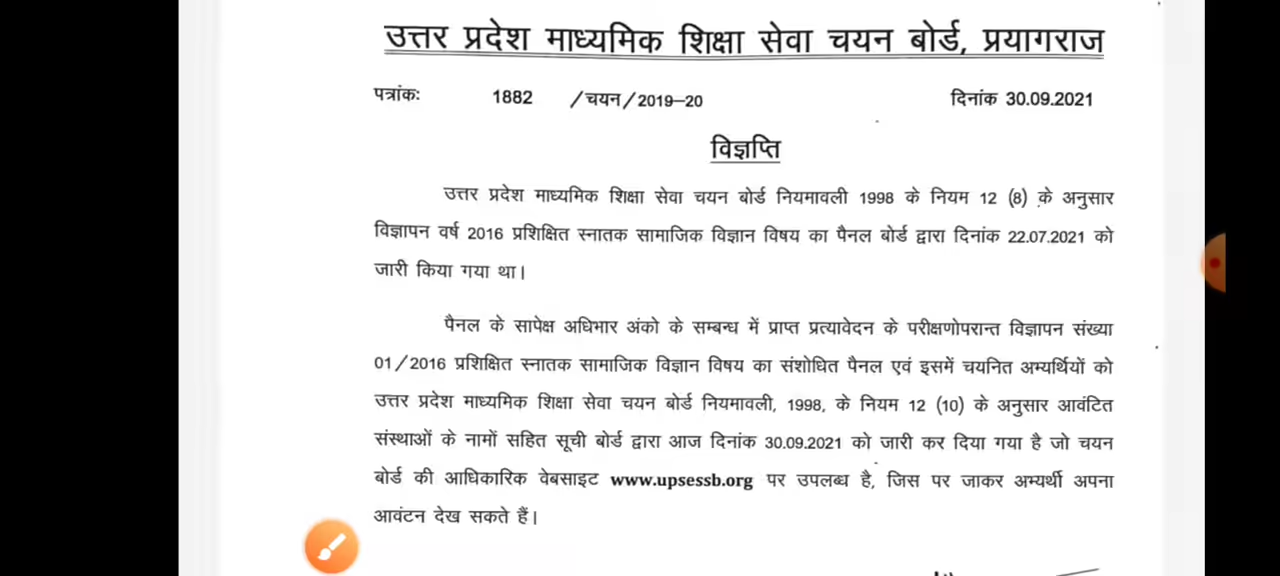 उत्तर प्रदेश माध्यमिक शिक्षा सेवा चयन बोर्ड, प्रयागराज
पत्रांकः 1882 /चयन/2019–20 दिनांक 30.09.2021
विज्ञप्ति
उत्तर प्रदेश माध्यमिक शिक्षा सेवा चयन बोर्ड नियमावली 1998 के नियम 12 (8) के अनुसार
विज्ञापन वर्ष 2016 प्रशिक्षित स्नातक सामाजिक विज्ञान विषय का पैनल बोर्ड द्वारा दिनांक 22.07.2021 को
जारी किया गया था।
पैनल के सापेक्ष अधिभार अंको के सम्बन्ध में प्राप्त प्रत्यावेदन के परीक्षणोपरान्त विज्ञापन संख्या
01/2016 प्रशिक्षित स्नातक सामाजिक विज्ञान विषय का संशोधित पैनल एवं इसमें चयनित अभ्यर्थियों को
उत्तर प्रदेश माध्यमिक शिक्षा सेवा चयन बोर्ड नियमावली, 1998, के नियम 12 (10) के अनुसार आवंटित
संस्थाओं के नामों सहित सूची बोर्ड द्वारा आज दिनांक 30.09.2021 को जारी कर दिया गया है जो चयन
बोर्ड की आधिकारिक वेबसाइट www.upsessb.org पर उपलब्ध है, जिस पर जाकर अभ्यर्थी अपना
आवंटन देख सकते हैं।